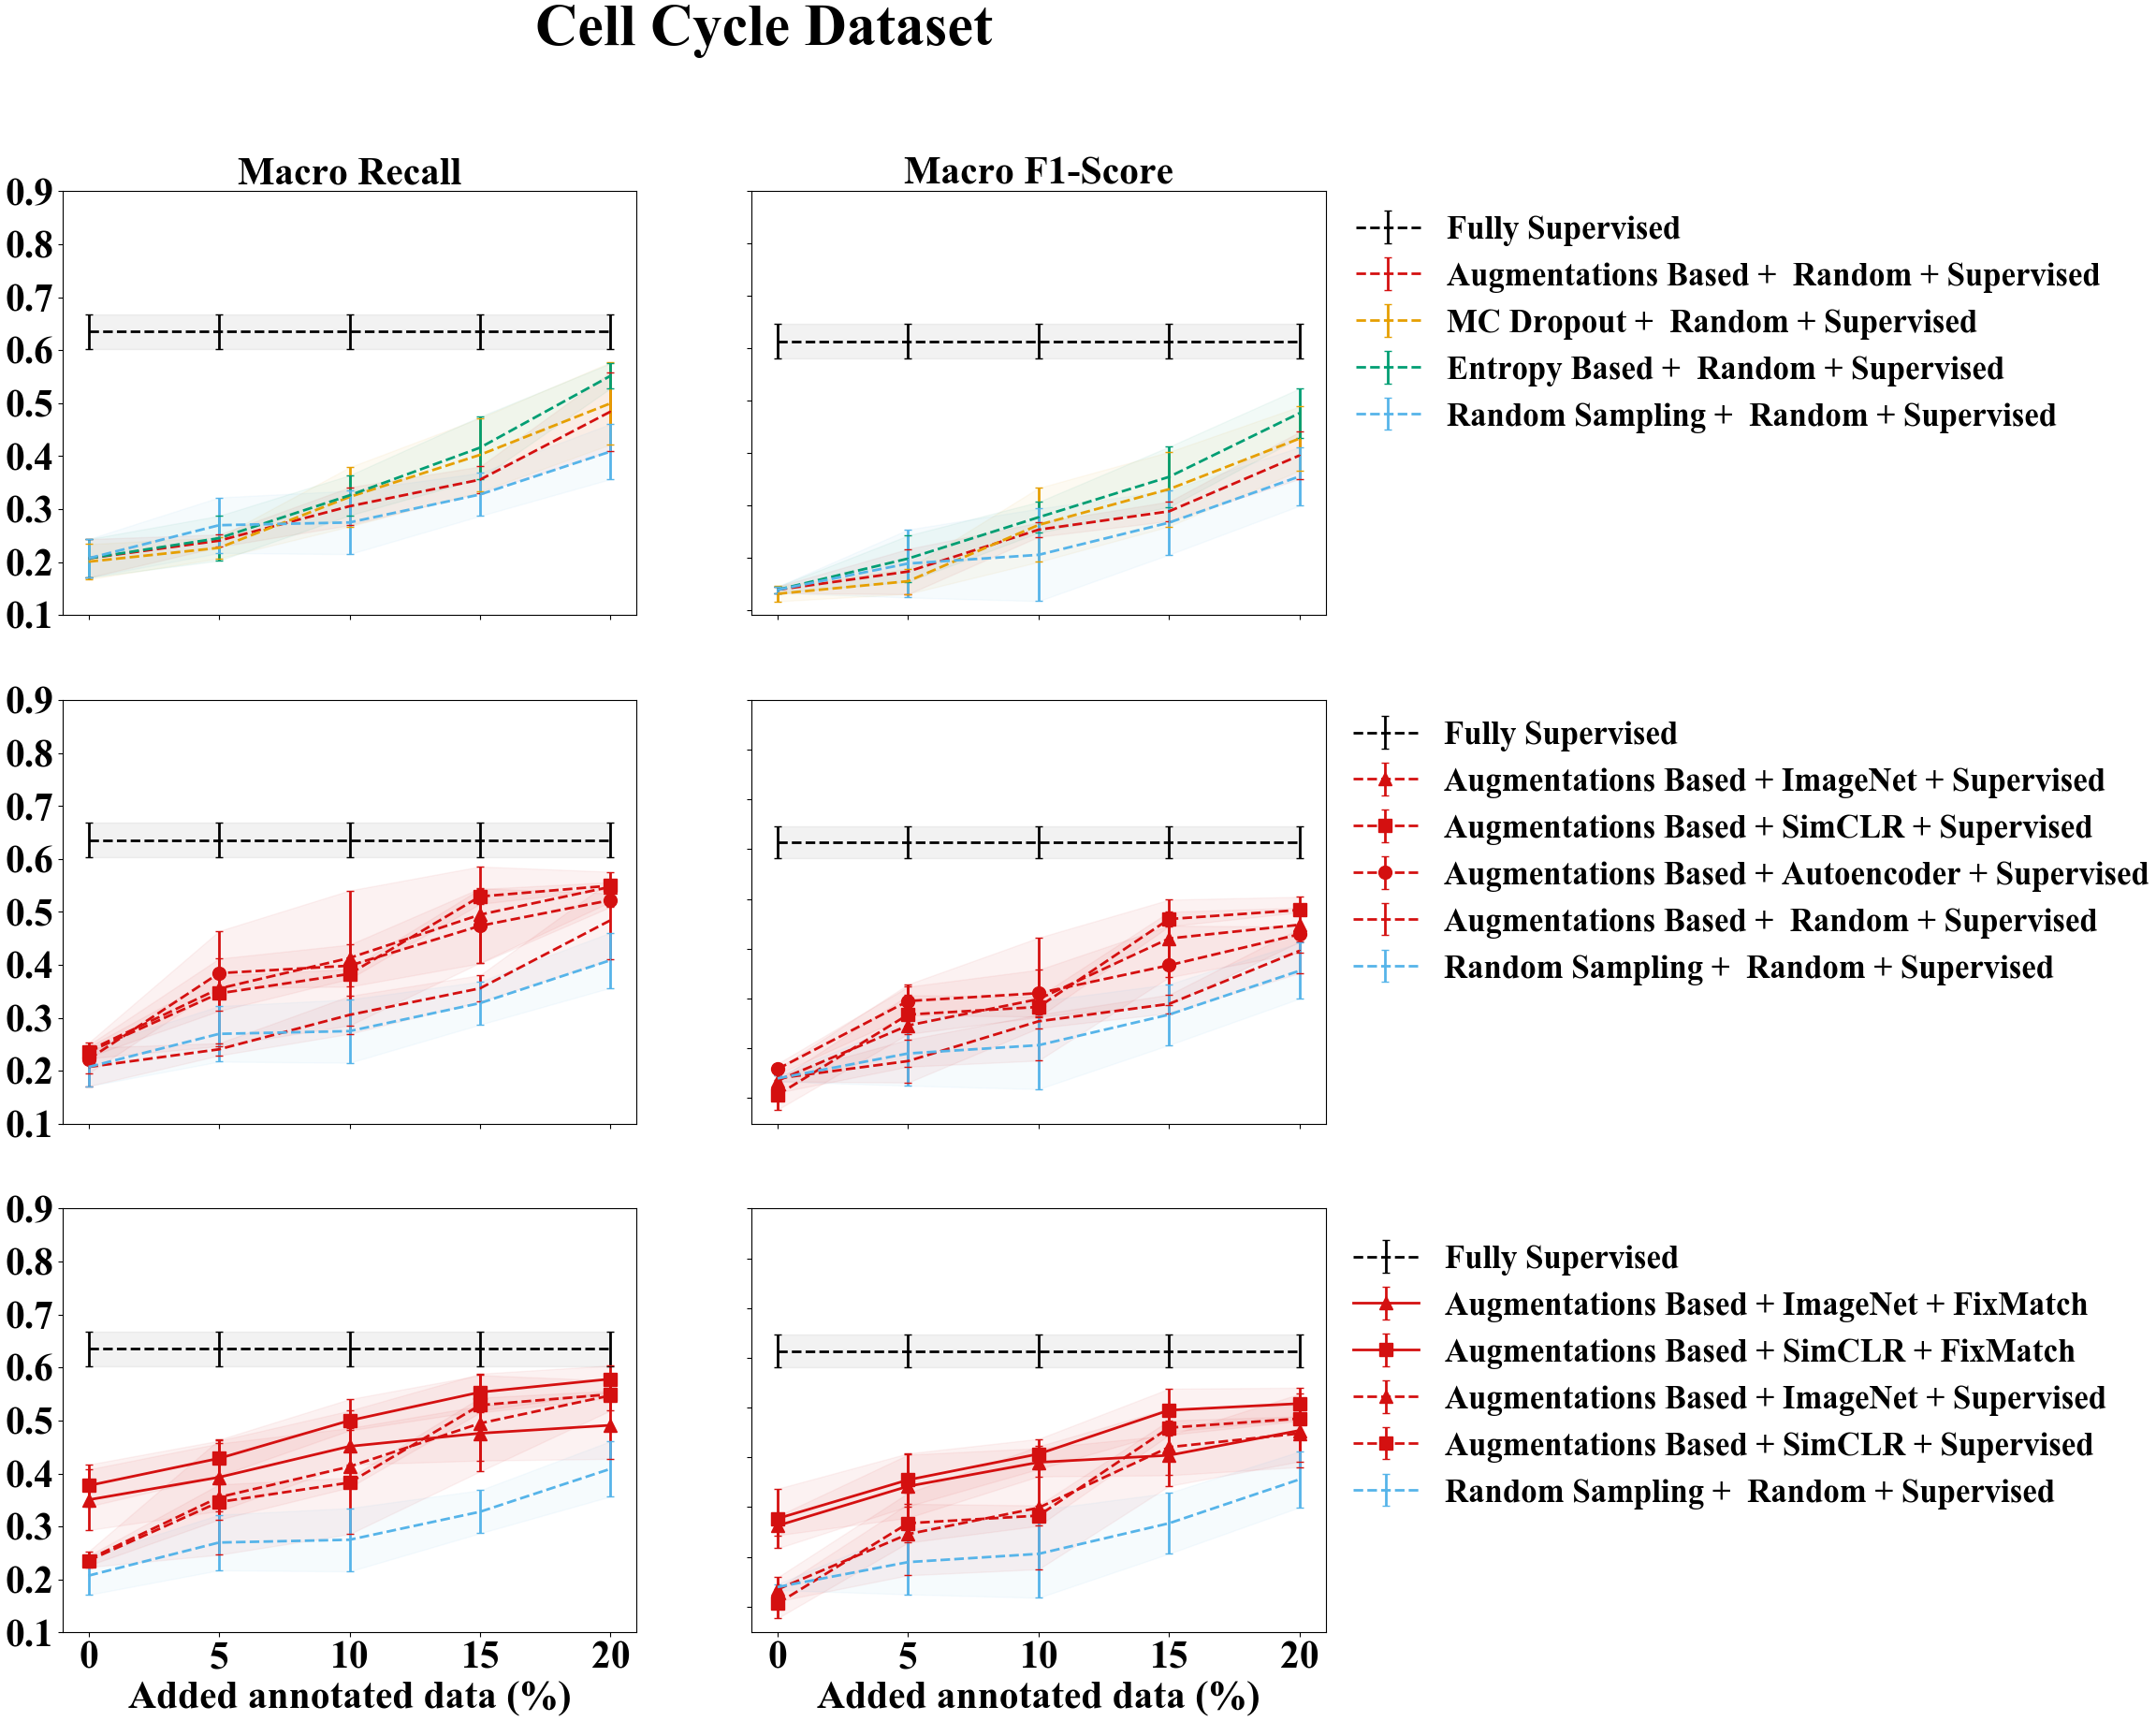 Cell Cycle Dataset
Macro Recall
Macro F1-Score
0.9
0.8
0.7
0.6
0.5
0.4
0.3
0.2
0.1
Fully Supervised
Augmentations Based +  Random + Supervised
MC Dropout +  Random + Supervised
Entropy Based +  Random + Supervised
Random Sampling +  Random + Supervised
0.9
0.8
0.7
0.6
0.5
0.4
0.3
0.2
0.1
Fully Supervised
Augmentations Based + ImageNet + Supervised
Augmentations Based + SimCLR + Supervised
Augmentations Based + Autoencoder + Supervised
Augmentations Based +  Random + Supervised
Random Sampling +  Random + Supervised
0.9
0.8
0.7
0.6
0.5
0.4
0.3
0.2
0.1
Fully Supervised
Augmentations Based + ImageNet + FixMatch
Augmentations Based + SimCLR + FixMatch
Augmentations Based + ImageNet + Supervised
Augmentations Based + SimCLR + Supervised
Random Sampling +  Random + Supervised
0 5 10 15 20
Added annotated data (%)
0 5 10 15 20
Added annotated data (%)